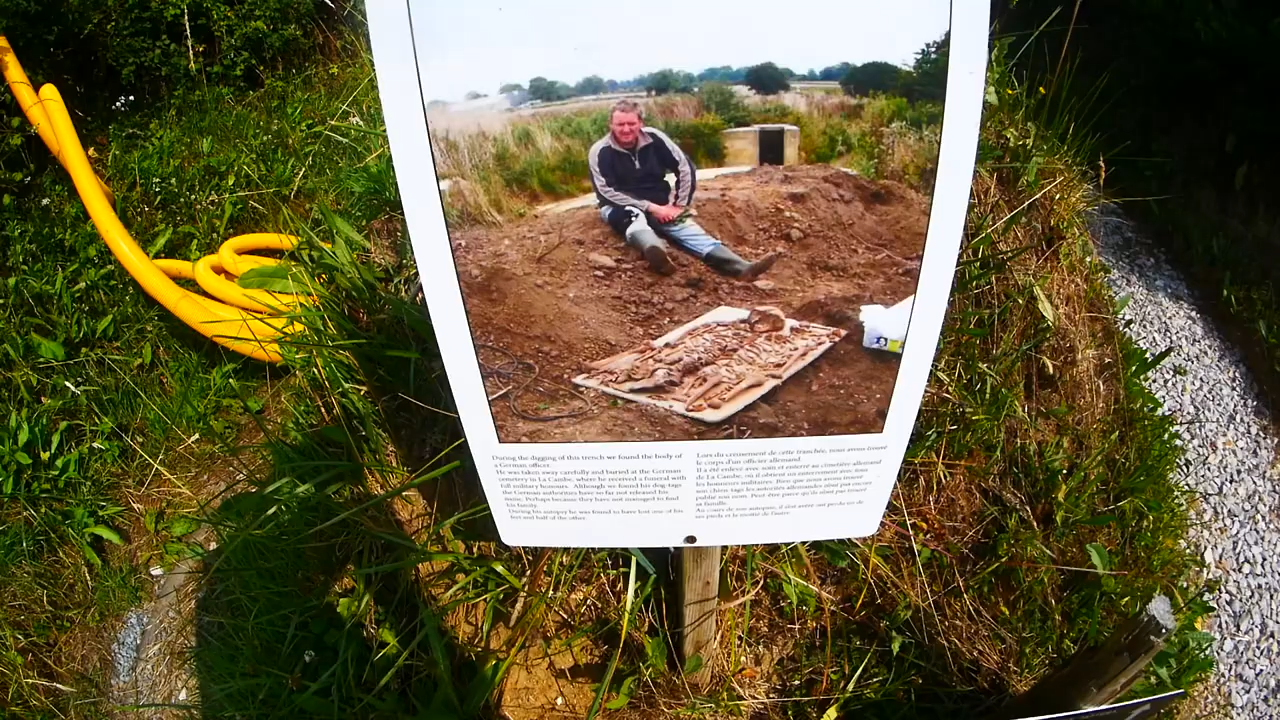 During the digging of this trench we found the body of
a German officer.
He was taken away carefully and buried at the German
cemetery in La Cambe, where he received a funeral with
full military honours. Although we found his dog-tags
the German authorities have so far not released his
name. Perhaps because they have not managed to find
his family.
During his autopsy he was found to have lost one of his
feet and half of the other.
Lors du creusement de cette tranchée, nous avons trouvé
le corps d'un officier allemand.
Il a été enlevé avec soin et enterré au cimetière allemand
de La Cambe, où il obtient un enterrement avec tous
les honneurs militaires. Bien que nous avons trouvé
son chien-tags les autorités allemandes n'ont pas encore
publié son nom. Peut être parce qu'ils n'ont pas trouvé
sa famille.
Au cours de son autopsie, il était avéré ont perdu un de
ses pieds et la moitié de l'autre.